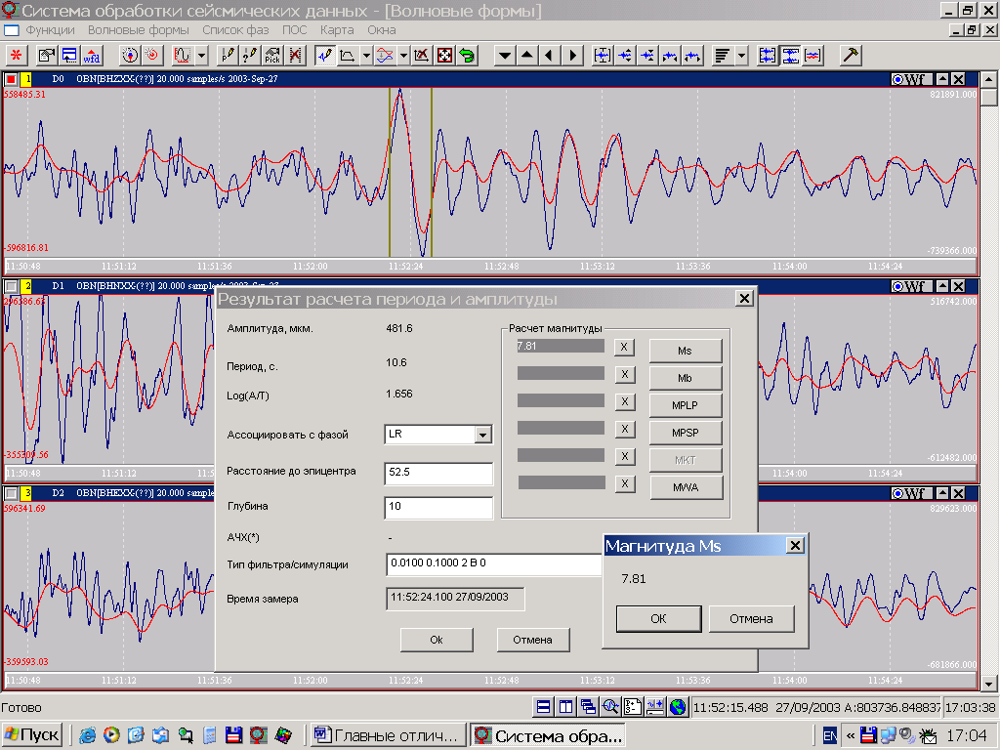 Система обработки сейсмических данных - [Волновые формы]
Функции Волновые формы Список фаз ПОС Карта Окна
wfa Pick
1 D0 OBN[BHZXX-(??)] 20.000 samples/s 2003-Sep-27 Wf
558485.31 821891.000
-596816.81 -739366.000
11:50:48 11:51:12 11:51:36 11:52:00 11:52:24 11:52:48 11:53:12 11:53:36 11:54:00 11:54:24
2 D1 OBN[BHNXX-(??)] 20.000 samples/s 2003-Sep-27 Wf
296386.63 516742.000
-355309.56 -612482.000
11:50:48 11:51:12 11:54:00 11:54:24
3 D2 OBN[BHEXX-(??)] 20.000 sample Wf
596341.69 829623.000
-359593.03 -681866.000
11:50:48 11:51:12 11:51:36 11:52:00 11:52:24 11:52:48 11:53:12 11:53:36 11:54:00 11:54:24
Результат расчета периода и амплитуды
Амплитуда, мкм. 481.6
Период, с. 10.6
Log(A/T) 1.656
Ассоциировать с фазой LR
Расстояние до эпицентра 52.5
Глубина 10
АЧХ(*) -
Тип фильтра/симуляции 0.0100 0.1000 2 B 0
Время замера 11:52:24.100 27/09/2003
Ok Отмена
Расчет магнитуды
7.81 X Ms
X Mb
X MPLP
X MPSP
X MKT
X MWA
Магнитуда Ms
7.81
OK Отмена
Готово 11:52:15.488 27/09/2003 A:803736.848837 17:03:38
Пуск Главные отлич... Система обра... EN « 17:04